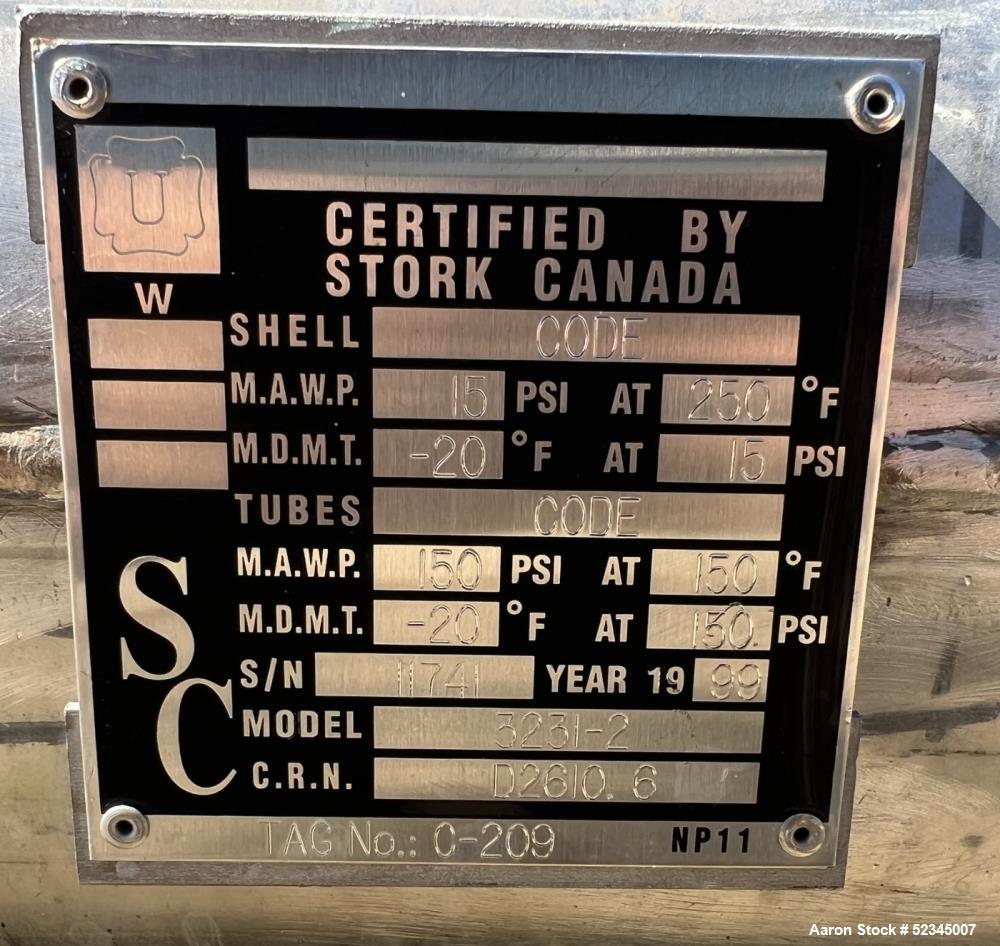 U
CERTIFIED BY
STORK CANADA
W
SHELL CODE
M.A.W.P. 15 PSI AT 250 °F
M.D.M.T. -20 °F AT 15 PSI
TUBES CODE
M.A.W.P. 150 PSI AT 150 °F
M.D.M.T. -20 °F AT 150. PSI
SC
S/N 11741 YEAR 19 99
MODEL 3231-2
C.R.N. D2610.6
TAG No.: C-209 NP11
Aaron Stock # 52345007